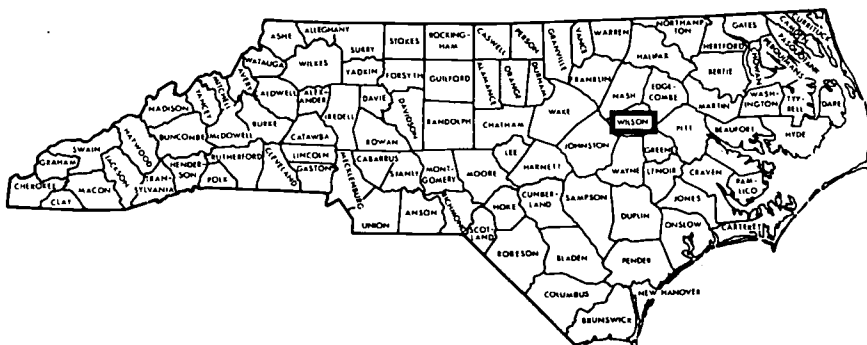 ASHE
ALLEGHANY
SURRY
STOKES
ROCKING-
HAM
CASWELL
PERSON
GRANVILLE
VANCE
WARREN
NORTHAMP
TON
GATES
HERTFORD
CURRITUCK
PASQUOTANK
PERQUIMANS
HALIFAX
BERTIE
WATAUGA
WILKES
YADKIN
FORSYTH
GUILFORD
ALAMANCE
ORANGE
DURHAM
FRANKLIN
NASH
EDGE-
COMBE
MARTIN
WASH-
INGTON
TY-
RELL
DARE
MADISON
YANCEY
MITCHELL
AVERY
ALDWELL
ALEX-
ANDER
IREDELL
DAVIE
DAVIDSON
RANDOLPH
CHATHAM
WAKE
WILSON
PITT
BEAUFORT
HYDE
BUNCOMBE
McDOWELL
BURKE
CATAWBA
ROWAN
JOHNSTON
GREEN
SWAIN
HAYWOOD
HENDER-
SON
RUTHERFORD
CLEVELAND
LINCOLN
GASTON
MECKLENBURG
CABARRUS
STANLY
MONT-
GOMERY
MOORE
LEE
HARNETT
WAYNE
LENOIR
CRAVEN
PAM-
LICO
GRAHAM
CHEROKEE
CLAY
MACON
JACKSON
TRAN-
SYLVANIA
POLK
UNION
ANSON
RICHMOND
SCOT-
LAND
HOKE
CUMBER-
LAND
SAMPSON
DUPLIN
JONES
ONSLOW
CARTERET
ROBESON
BLADEN
PENDER
COLUMBUS
NEW HANOVER
BRUNSWICK